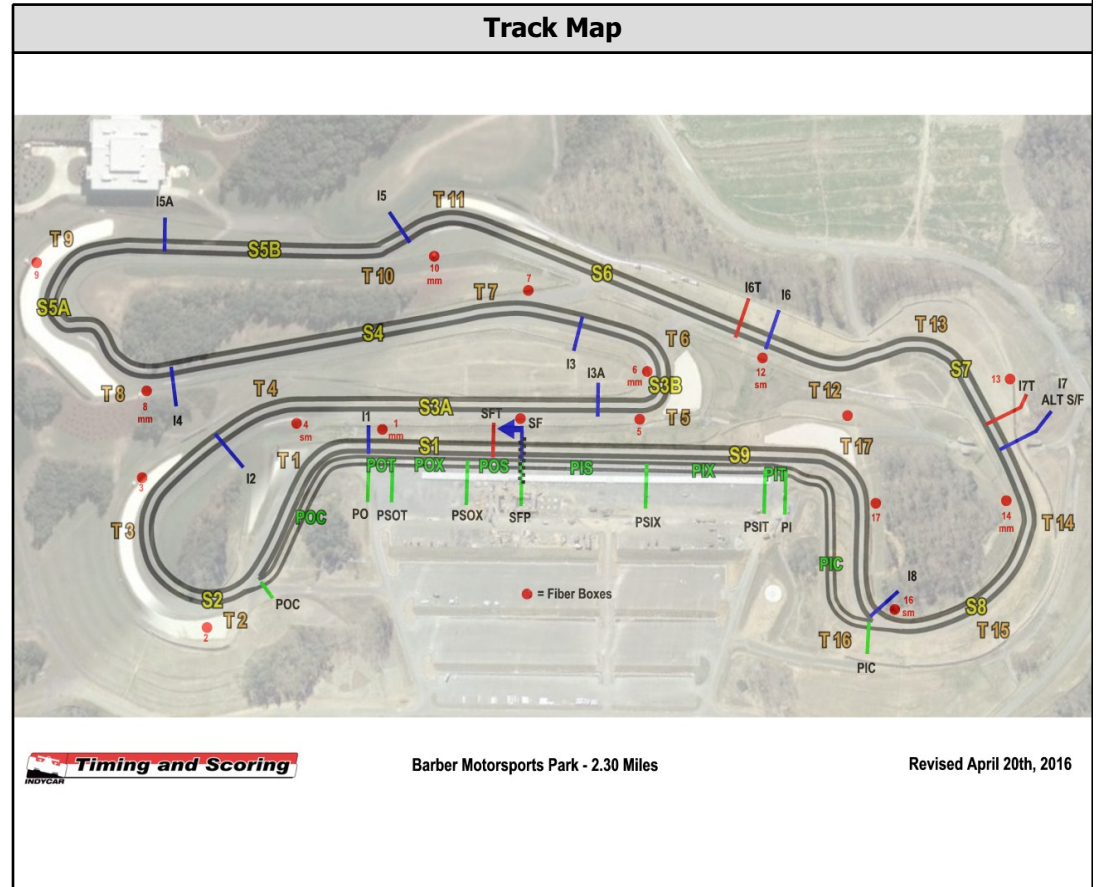 Track Map
I5A
I5
T 11
T 9
S5B
9
T 10
10
mm
7
S6
I6T
I6
T 7
T 13
S5A
S4
I3
T 6
12
sm
S7
13
I7T
I7
ALT S/F
I3A
6
mm
S3B
T 8
8
mm
I4
T 4
S3A
T 12
4
sm
I1
1
mm
SFT
SF
5
T 5
T 17
I2
T 1
S1
S9
3
POT
POX
POS
PIS
PIX
PIT
T 3
POC
PO
PSOT
PSOX
SFP
PSIX
PSIT
PI
17
14
mm
T 14
PIC
I8
S2
POC
= Fiber Boxes
16
sm
S8
T 2
2
T 16
T 15
PIC
INDYCAR
Timing and Scoring
Barber Motorsports Park - 2.30 Miles
Revised April 20th, 2016